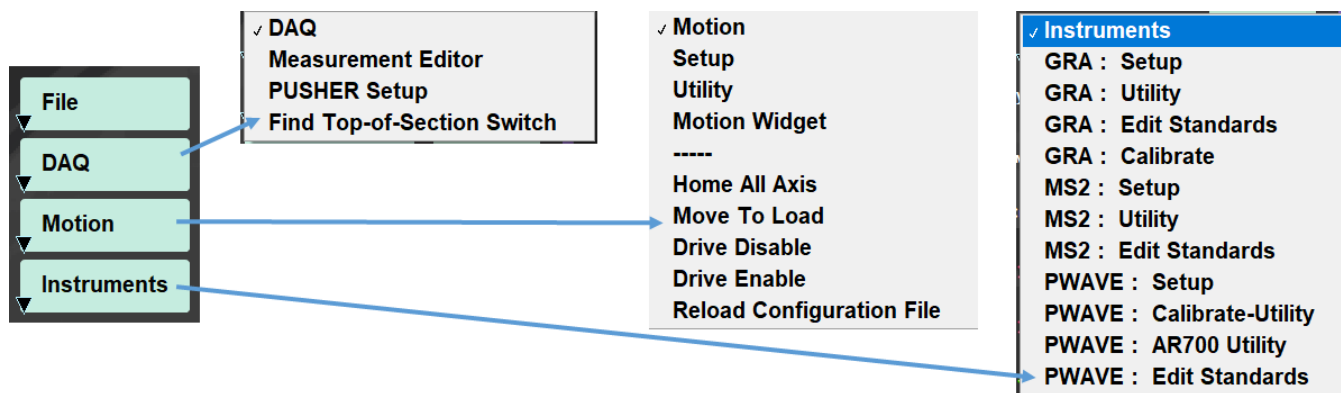 File
DAQ
Motion
Instruments
✓ DAQ
Measurement Editor
PUSHER Setup
Find Top-of-Section Switch
✓ Motion
Setup
Utility
Motion Widget
-----
Home All Axis
Move To Load
Drive Disable
Drive Enable
Reload Configuration File
✓ Instruments
GRA : Setup
GRA : Utility
GRA : Edit Standards
GRA : Calibrate
MS2 : Setup
MS2 : Utility
MS2 : Edit Standards
PWAVE : Setup
PWAVE : Calibrate-Utility
PWAVE : AR700 Utility
PWAVE : Edit Standards